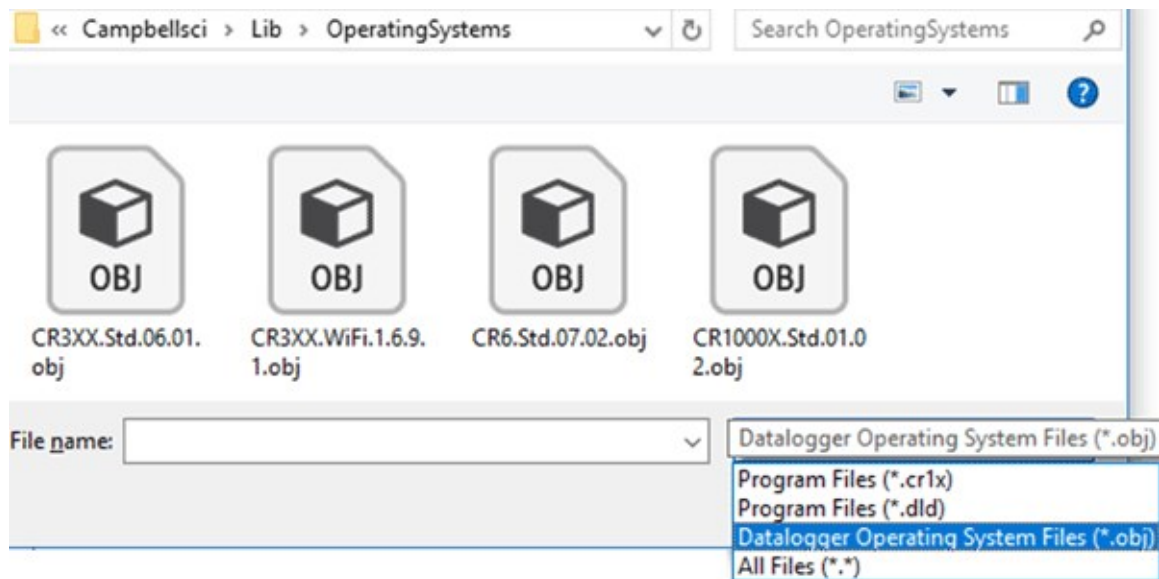 « Campbellsci > Lib > OperatingSystems
Search OperatingSystems
?
OBJ
OBJ
OBJ
OBJ
CR3XX.Std.06.01.
obj
CR3XX.WiFi.1.6.9.
1.obj
CR6.Std.07.02.obj
CR1000X.Std.01.0
2.obj
File name:
Datalogger Operating System Files (*.obj)
Program Files (*.cr1x)
Program Files (*.dld)
Datalogger Operating System Files (*.obj)
All Files (*.*)